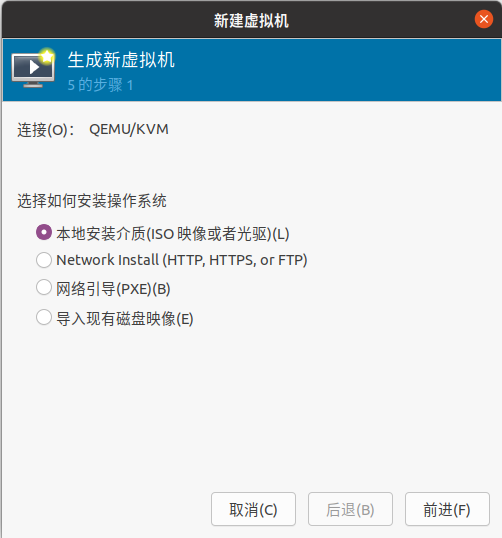 新建虚拟机
生成新虚拟机
5 的步骤 1
连接(O): QEMU/KVM
选择如何安装操作系统
本地安装介质(ISO 映像或者光驱)(L)
Network Install (HTTP, HTTPS, or FTP)
网络引导(PXE)(B)
导入现有磁盘映像(E)
取消(C) 后退(B) 前进(F)